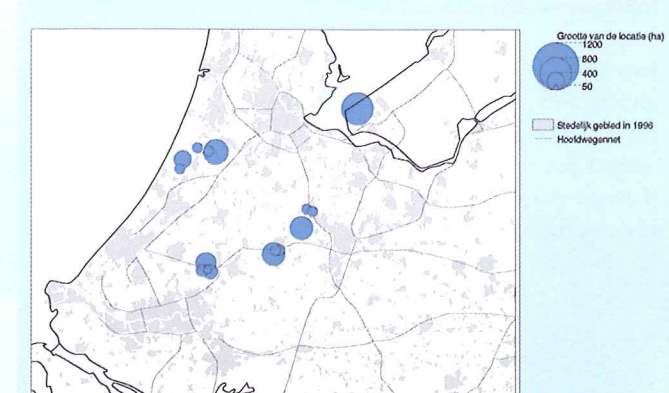 Grootte van de locatie (ha)
1200
800
400
50
Stedelijk gebied in 1996
Hoofdwegennet